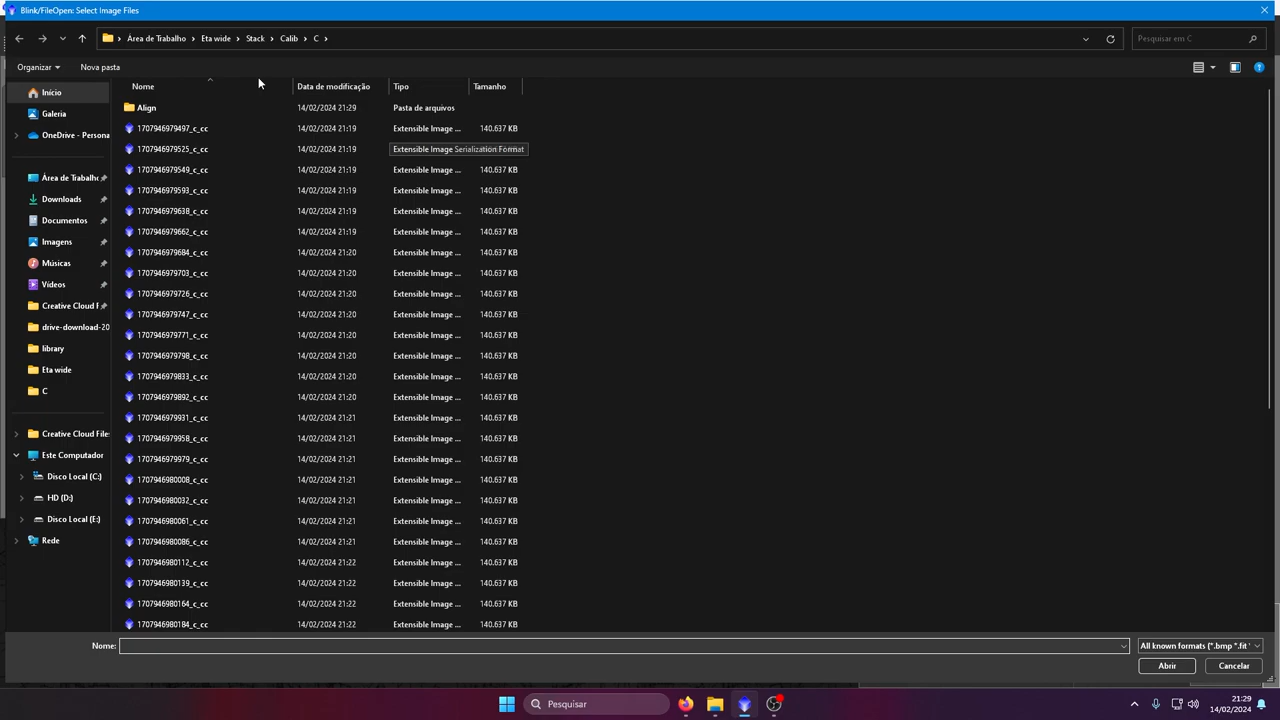 Blink/FileOpen: Select Image Files
Área de Trabalho > Eta wide > Stack > Calib > C >
Pesquisar em C
Organizar
Nova pasta
Nome
Data de modificação
Tipo
Tamanho
Início
Galeria
OneDrive - Persona
Área de Trabalho
Downloads
Documentos
Imagens
Músicas
Vídeos
Creative Cloud F
drive-download-20
library
Eta wide
C
Creative Cloud Files
Este Computador
Disco Local (C:)
HD (D:)
Disco Local (E:)
Rede
Align 14/02/2024 21:29 Pasta de arquivos
1707946979497_c_cc 14/02/2024 21:19 Extensible Image ... 140.637 KB
1707946979525_c_cc 14/02/2024 21:19 Extensible Image Serialization Format
1707946979549_c_cc 14/02/2024 21:19 Extensible Image ... 140.637 KB
1707946979593_c_cc 14/02/2024 21:19 Extensible Image ... 140.637 KB
1707946979638_c_cc 14/02/2024 21:19 Extensible Image ... 140.637 KB
1707946979662_c_cc 14/02/2024 21:19 Extensible Image ... 140.637 KB
1707946979684_c_cc 14/02/2024 21:20 Extensible Image ... 140.637 KB
1707946979703_c_cc 14/02/2024 21:20 Extensible Image ... 140.637 KB
1707946979726_c_cc 14/02/2024 21:20 Extensible Image ... 140.637 KB
1707946979747_c_cc 14/02/2024 21:20 Extensible Image ... 140.637 KB
1707946979771_c_cc 14/02/2024 21:20 Extensible Image ... 140.637 KB
1707946979798_c_cc 14/02/2024 21:20 Extensible Image ... 140.637 KB
1707946979833_c_cc 14/02/2024 21:20 Extensible Image ... 140.637 KB
1707946979892_c_cc 14/02/2024 21:20 Extensible Image ... 140.637 KB
1707946979931_c_cc 14/02/2024 21:21 Extensible Image ... 140.637 KB
1707946979958_c_cc 14/02/2024 21:21 Extensible Image ... 140.637 KB
1707946979979_c_cc 14/02/2024 21:21 Extensible Image ... 140.637 KB
1707946980008_c_cc 14/02/2024 21:21 Extensible Image ... 140.637 KB
1707946980032_c_cc 14/02/2024 21:21 Extensible Image ... 140.637 KB
1707946980061_c_cc 14/02/2024 21:21 Extensible Image ... 140.637 KB
1707946980086_c_cc 14/02/2024 21:21 Extensible Image ... 140.637 KB
1707946980112_c_cc 14/02/2024 21:22 Extensible Image ... 140.637 KB
1707946980139_c_cc 14/02/2024 21:22 Extensible Image ... 140.637 KB
1707946980164_c_cc 14/02/2024 21:22 Extensible Image ... 140.637 KB
1707946980184_c_cc 14/02/2024 21:22 Extensible Image ... 140.637 KB
Nome:
All known formats (*.bmp *.fit
Abrir
Cancelar
Pesquisar
21:29
14/02/2024